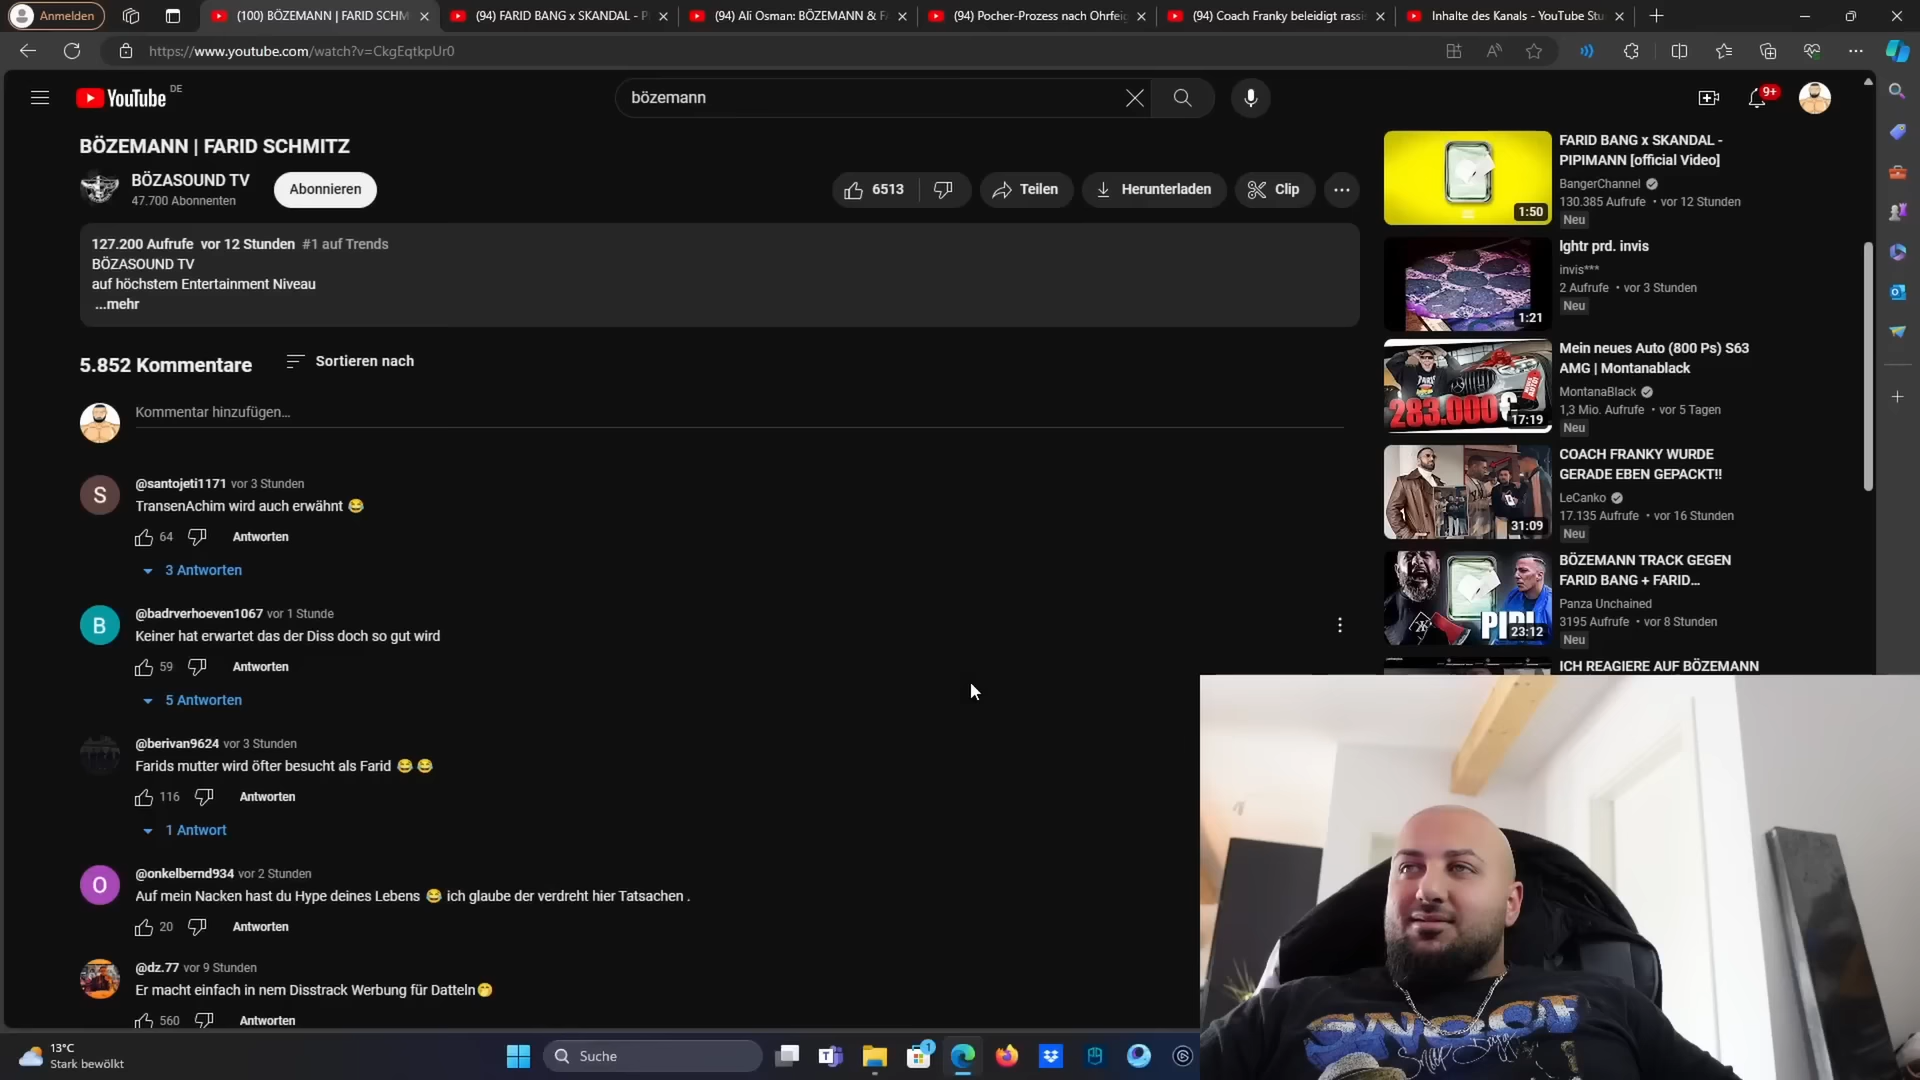 Anmelden
(100) BÖZEMANN | FARID SCHM
(94) FARID BANG x SKANDAL - P
(94) Ali Osman: BÖZEMANN & F
(94) Pocher-Prozess nach Ohrfeig
(94) Coach Franky beleidigt rassi
Inhalte des Kanals - YouTube Stu
https://www.youtube.com/watch?v=CkgEqtkpUr0
YouTube DE
bözemann
9+
BÖZEMANN | FARID SCHMITZ
BÖZASOUND TV
47.700 Abonnenten
Abonnieren
6513
Teilen
Herunterladen
Clip
127.200 Aufrufe vor 12 Stunden #1 auf Trends
BÖZASOUND TV
auf höchstem Entertainment Niveau
...mehr
5.852 Kommentare
Sortieren nach
Kommentar hinzufügen...
S
@santojeti1171 vor 3 Stunden
TransenAchim wird auch erwähnt 😂
64
Antworten
3 Antworten
B
@badrverhoeven1067 vor 1 Stunde
Keiner hat erwartet das der Diss doch so gut wird
59
Antworten
5 Antworten
@berivan9624 vor 3 Stunden
Farids mutter wird öfter besucht als Farid 😂 😂
116
Antworten
1 Antwort
O
@onkelbernd934 vor 2 Stunden
Auf mein Nacken hast du Hype deines Lebens 😂 ich glaube der verdreht hier Tatsachen .
20
Antworten
@dz.77 vor 9 Stunden
Er macht einfach in nem Disstrack Werbung für Datteln🤭
560
Antworten
1:50
FARID BANG x SKANDAL -
PIPIMANN [official Video]
BangerChannel
130.385 Aufrufe • vor 12 Stunden
Neu
1:21
lghtr prd. invis
invis***
2 Aufrufe • vor 3 Stunden
Neu
283.000€
17:19
Mein neues Auto (800 Ps) S63
AMG | Montanablack
MontanaBlack
1,3 Mio. Aufrufe • vor 5 Tagen
Neu
31:09
COACH FRANKY WURDE
GERADE EBEN GEPACKT!!
LeCanko
17.135 Aufrufe • vor 16 Stunden
Neu
PIPI
23:12
BÖZEMANN TRACK GEGEN
FARID BANG + FARID...
Panza Unchained
3195 Aufrufe • vor 8 Stunden
Neu
ICH REAGIERE AUF BÖZEMANN
SNOOP
13°C
Stark bewölkt
Suche
1